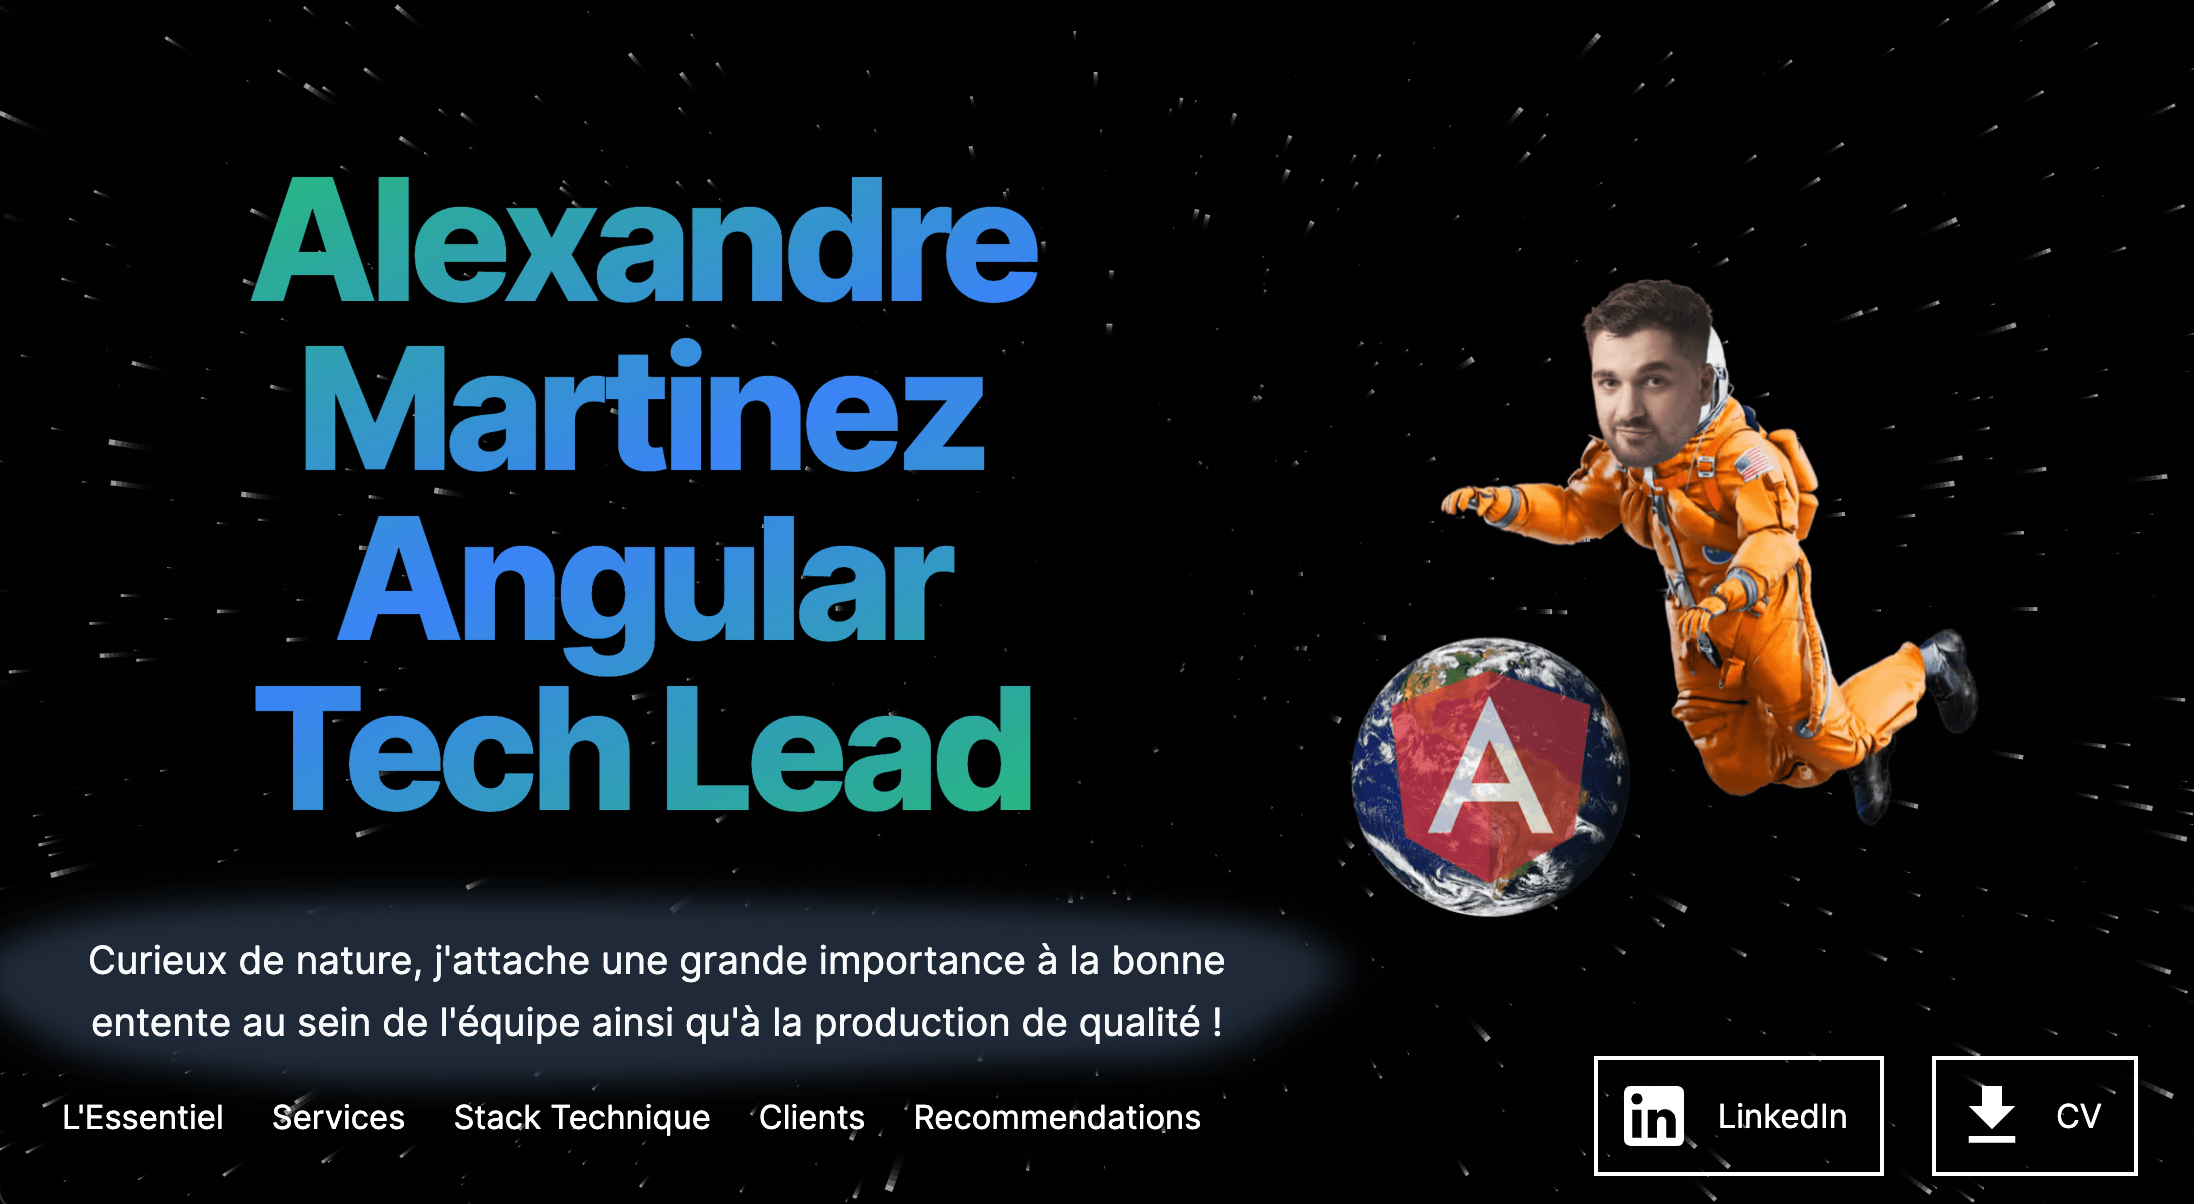 Alexandre
Martinez
Angular
Tech Lead
A
Curieux de nature, j'attache une grande importance à la bonne
entente au sein de l'équipe ainsi qu'à la production de qualité !
L'Essentiel Services Stack Technique Clients Recommendations
in LinkedIn CV